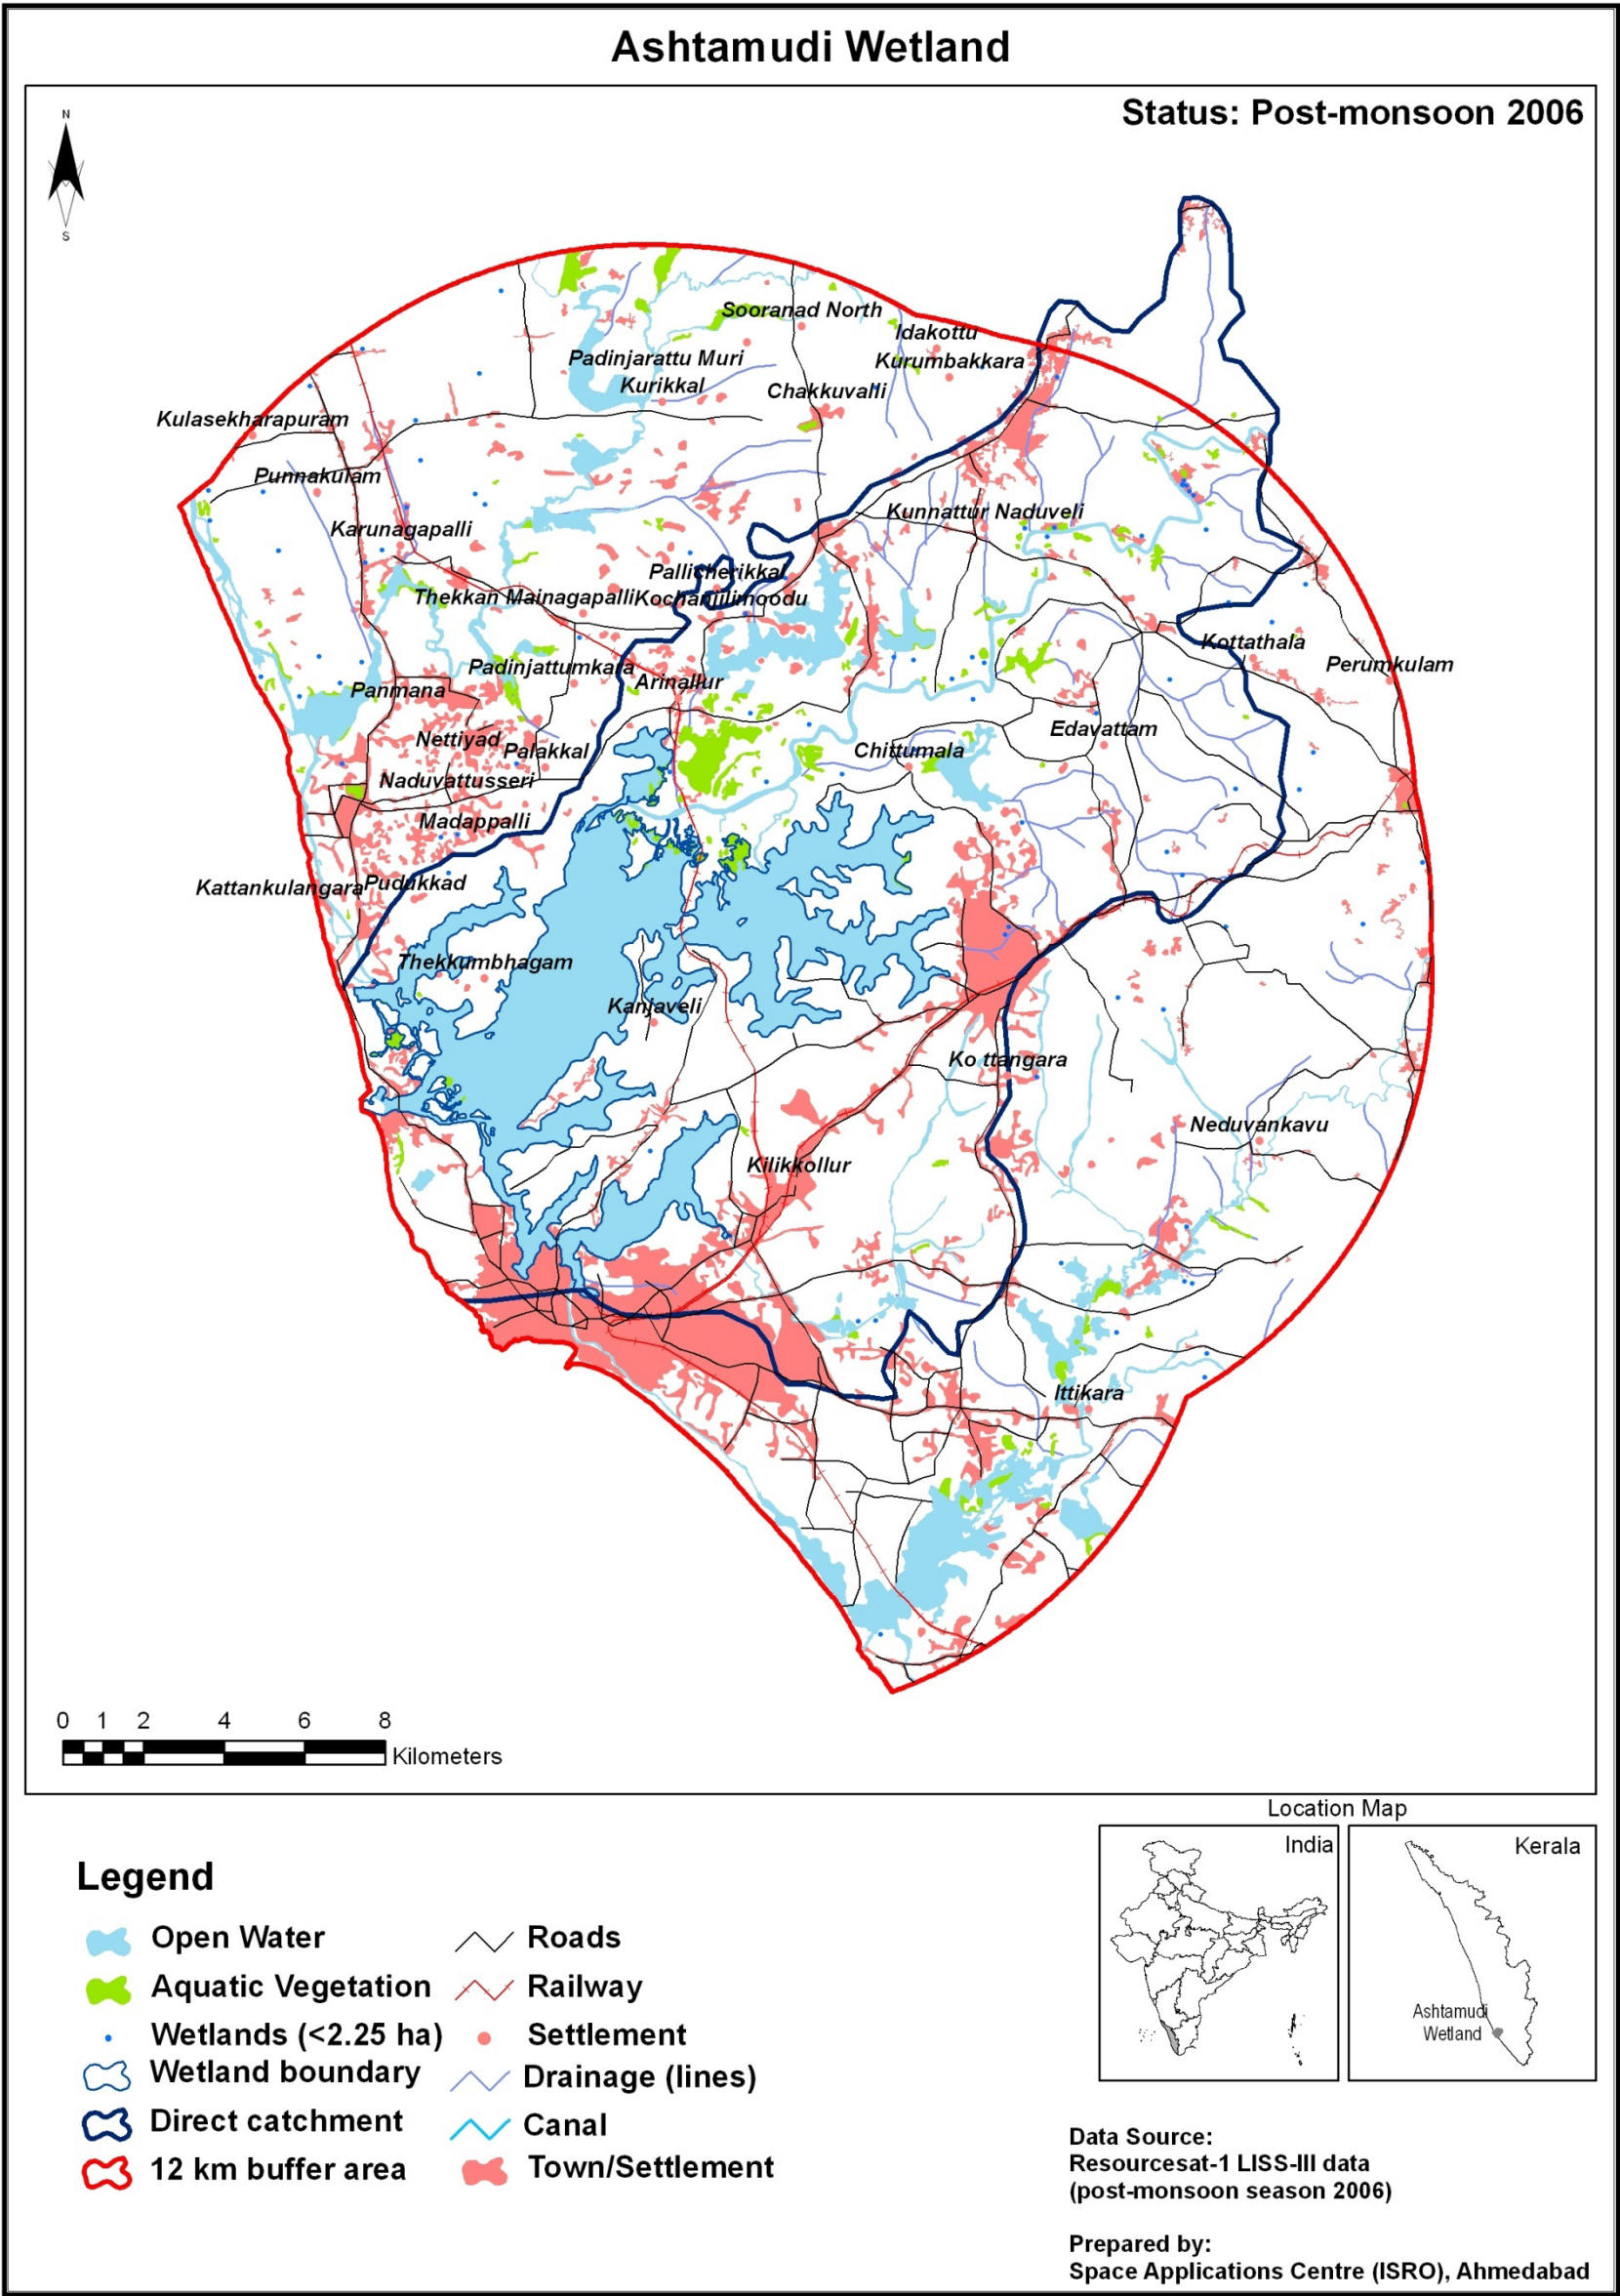 Ashtamudi Wetland
Status: Post-monsoon 2006
N
S
Sooranad North
Idakottu
Padinjarattu Muri
Kurumbakkara
Kurikkal
Chakkuvalli
Kulasekharapuram
Punnakulam
Kunnattur Naduveli
Karunagapalli
Pallicherikkal
Thekkan Mainagapalli
Kochanjilimoodu
Kottathala
Perumkulam
Padinjattumkara
Arinallur
Panmana
Edavattam
Nettiyad
Palakkal
Chittumala
Naduvattusseri
Madappalli
Kattankulangara
Pudukkad
Thekkumbhagam
Kanjaveli
Ko ttangara
Neduvankavu
Kilikkollur
Ittikara
0 1 2 4 6 8
Kilometers
Location Map
India
Kerala
Ashtamudi
Wetland
Legend
Open Water
Aquatic Vegetation
Wetlands (<2.25 ha)
Wetland boundary
Direct catchment
12 km buffer area
Roads
Railway
Settlement
Drainage (lines)
Canal
Town/Settlement
Data Source:
Resourcesat-1 LISS-III data
(post-monsoon season 2006)
Prepared by:
Space Applications Centre (ISRO), Ahmedabad